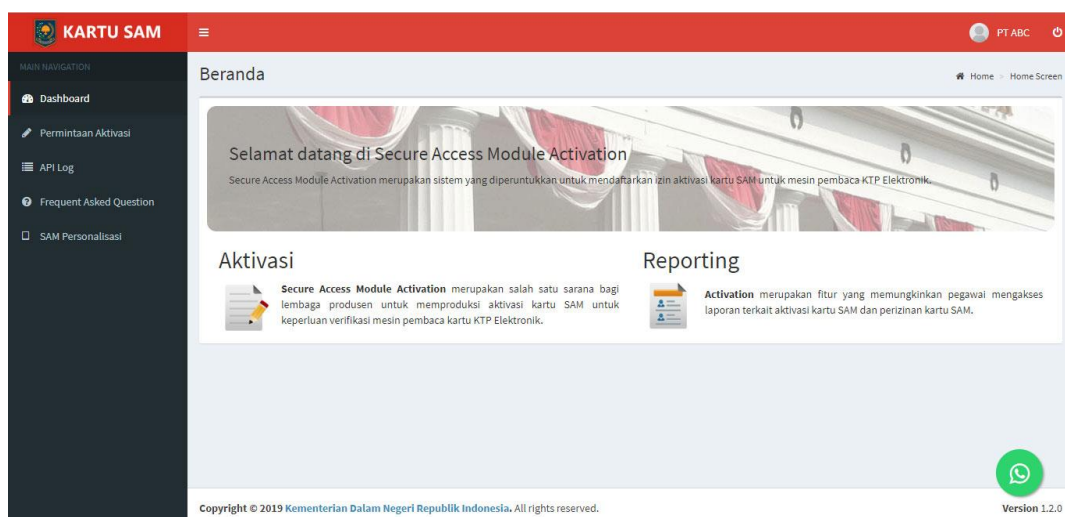 KARTU SAM
PT ABC
MAIN NAVIGATION
Dashboard
Permintaan Aktivasi
API Log
Frequent Asked Question
SAM Personalisasi
Beranda
Home > Home Screen
Selamat datang di Secure Access Module Activation
Secure Access Module Activation merupakan sistem yang diperuntukkan untuk mendaftarkan izin aktivasi kartu SAM untuk mesin pembaca KTP Elektronik.
Aktivasi
Secure Access Module Activation merupakan salah satu sarana bagi
lembaga produsen untuk memproduksi aktivasi kartu SAM untuk
keperluan verifikasi mesin pembaca kartu KTP Elektronik.
Reporting
Activation merupakan fitur yang memungkinkan pegawai mengakses
laporan terkait aktivasi kartu SAM dan perizinan kartu SAM.
Copyright © 2019 Kementerian Dalam Negeri Republik Indonesia. All rights reserved.
Version 1.2.0